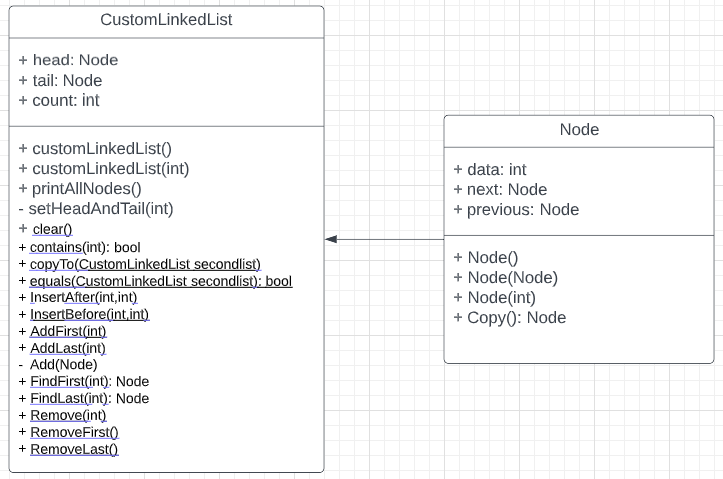 CustomLinkedList
+ head: Node
+ tail: Node
+ count: int
+ customLinkedList()
+ customLinkedList(int)
+ printAllNodes()
- setHeadAndTail(int)
+ clear()
+ contains(int): bool
+ copyTo(CustomLinkedList secondlist)
+ equals(CustomLinkedList secondlist): bool
+ InsertAfter(int,int)
+ InsertBefore(int,int)
+ AddFirst(int)
+ AddLast(int)
- Add(Node)
+ FindFirst(int): Node
+ FindLast(int): Node
+ Remove(int)
+ RemoveFirst()
+ RemoveLast()
Node
+ data: int
+ next: Node
+ previous: Node
+ Node()
+ Node(Node)
+ Node(int)
+ Copy(): Node